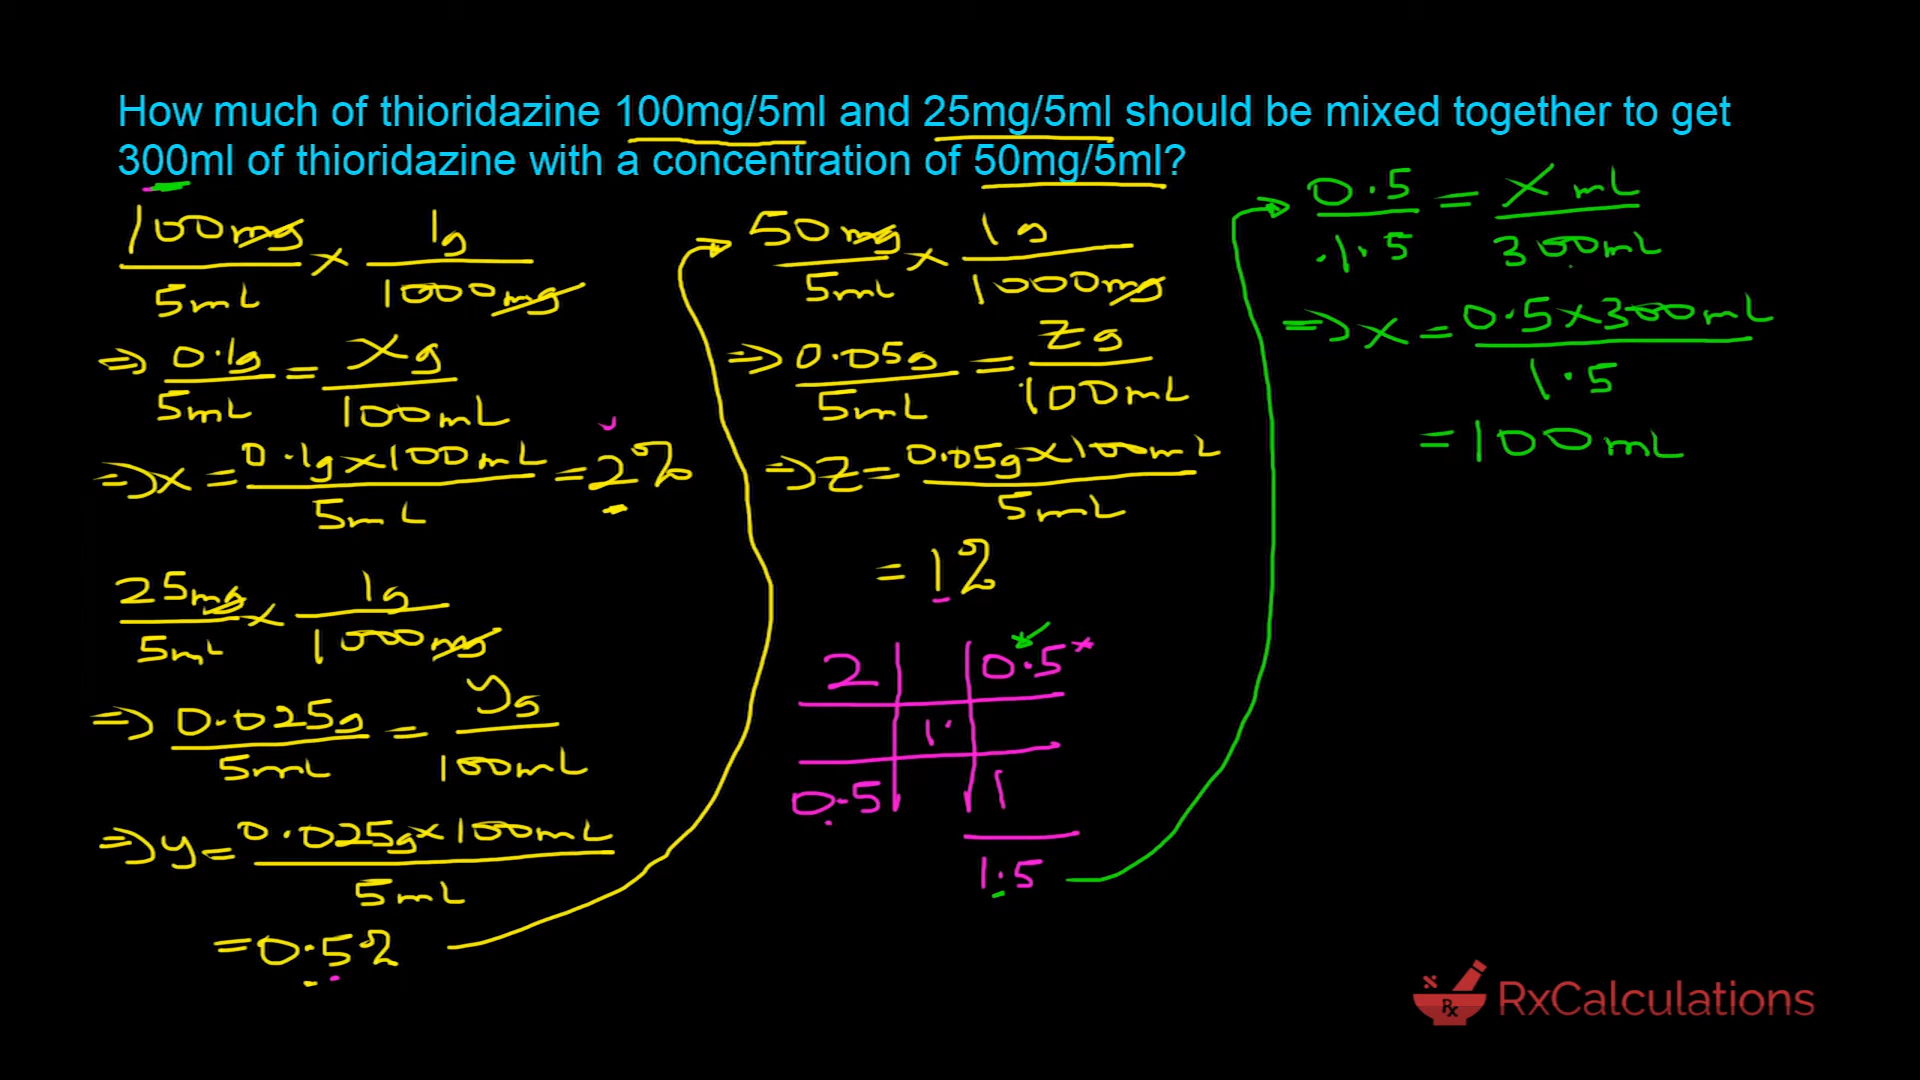 How much of thioridazine 100mg/5ml and 25mg/5ml should be mixed together to get
300ml of thioridazine with a concentration of 50mg/5ml?
100mg/5mL × 1g/1000mg
⇒ 0.1g/5mL = Xg/100mL
⇒ x = 0.1g×100mL/5mL = 2%
25mg/5mL × 1g/1000mg
⇒ 0.025g/5mL = yg/100mL
⇒ y = 0.025g×100mL/5mL
= 0.5%
50mg/5mL × 1g/1000mg
⇒ 0.05g/5mL = zg/100mL
⇒ z = 0.05g×100mL/5mL
= 1%
2 0.5*
1.
0.5 1
1.5
0.5/1.5 = X mL/300mL
⇒ x = 0.5×300mL/1.5
= 100mL
Rx
RxCalculations